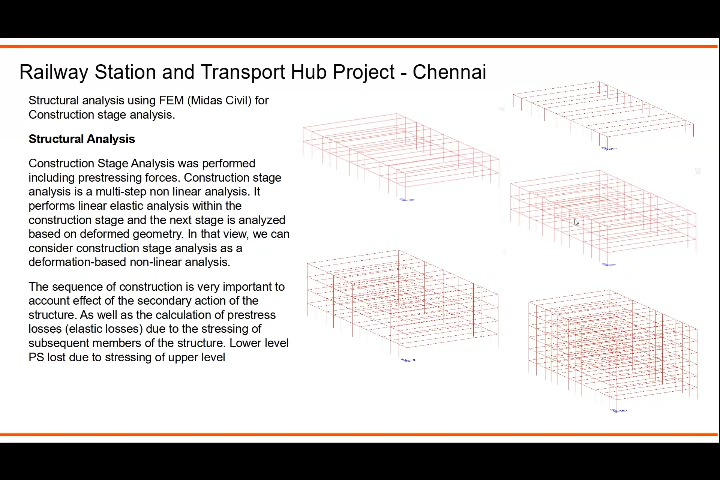 Railway Station and Transport Hub Project - Chennai
Structural analysis using FEM (Midas Civil) for
Construction stage analysis.
Structural Analysis
Construction Stage Analysis was performed
including prestressing forces. Construction stage
analysis is a multi-step non linear analysis. It
performs linear elastic analysis within the
construction stage and the next stage is analyzed
based on deformed geometry. In that view, we can
consider construction stage analysis as a
deformation-based non-linear analysis.
The sequence of construction is very important to
account effect of the secondary action of the
structure. As well as the calculation of prestress
losses (elastic losses) due to the stressing of
subsequent members of the structure. Lower level
PS lost due to stressing of upper level